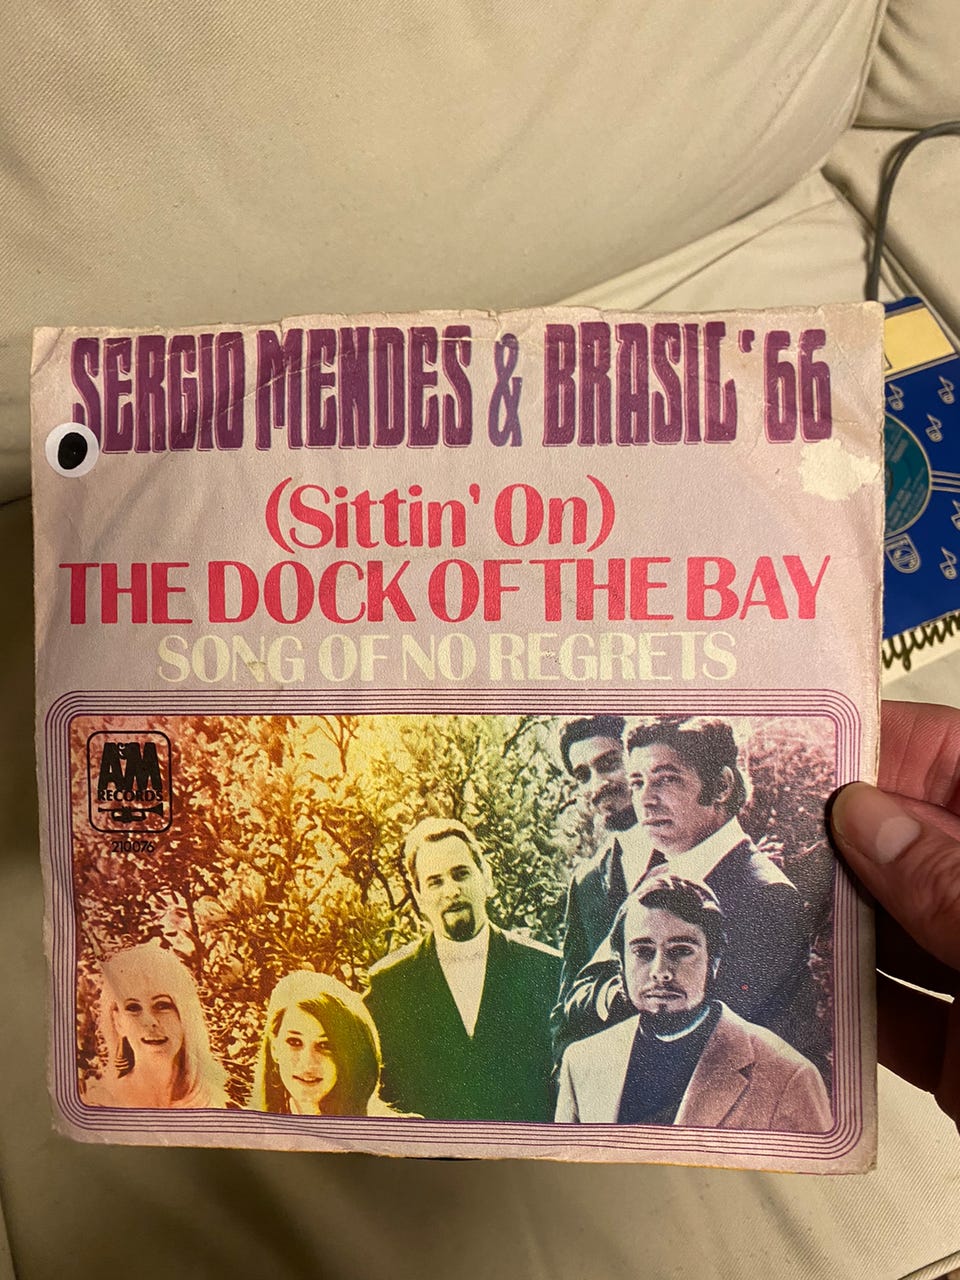 SERGIO MENDES & BRASIL '66
(Sittin' On)
THE DOCK OF THE BAY
SONG OF NO REGRETS
A&M
RECORDS
210076